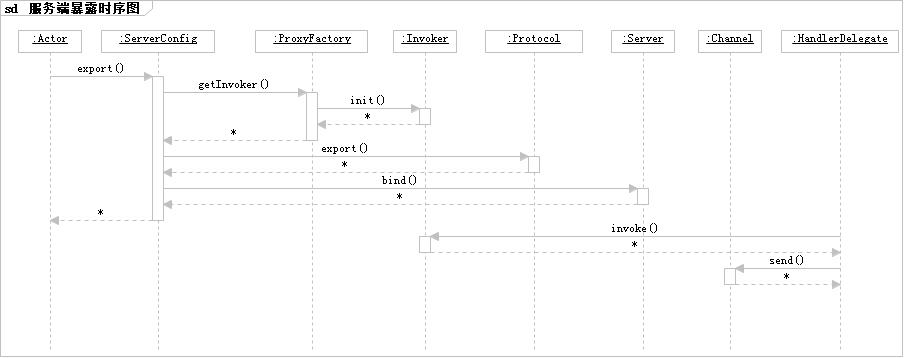 sd 服务端暴露时序图
:Actor :ServerConfig :ProxyFactory :Invoker :Protocol :Server :Channel :HandlerDelegate
export()
getInvoker()
init()
*
*
export()
*
bind()
*
*
invoke()
*
send()
*